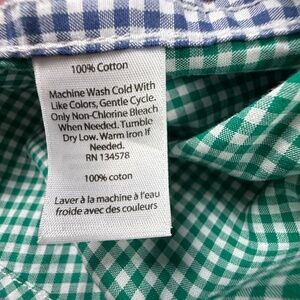 100% Cotton
Machine Wash Cold With
Like Colors, Gentle Cycle.
Only Non-Chlorine Bleach
When Needed. Tumble
Dry Low. Warm Iron If
Needed.
RN 134578
100% coton
Laver à la machine à l'eau
froide avec des couleurs